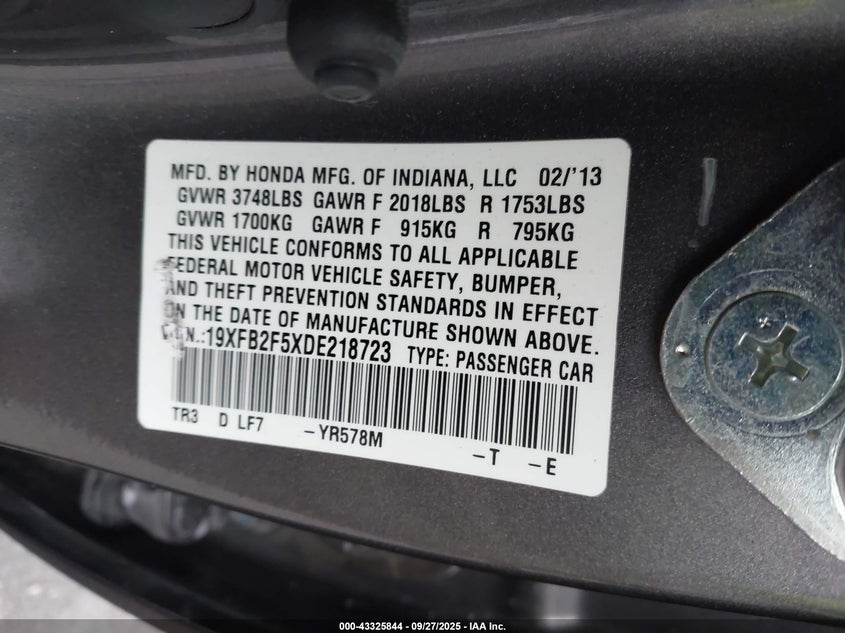 MFD. BY HONDA MFG. OF INDIANA, LLC 02/'13
GVWR 3748LBS GAWR F 2018LBS R 1753LBS
GVWR 1700KG GAWR F 915KG R 795KG
THIS VEHICLE CONFORMS TO ALL APPLICABLE
FEDERAL MOTOR VEHICLE SAFETY, BUMPER,
AND THEFT PREVENTION STANDARDS IN EFFECT
ON THE DATE OF MANUFACTURE SHOWN ABOVE.
19XFB2F5XDE218723 TYPE: PASSENGER CAR
TR3 D LF7 -YR578M -T -E
000-43325844 - 09/27/2025 - IAA Inc.